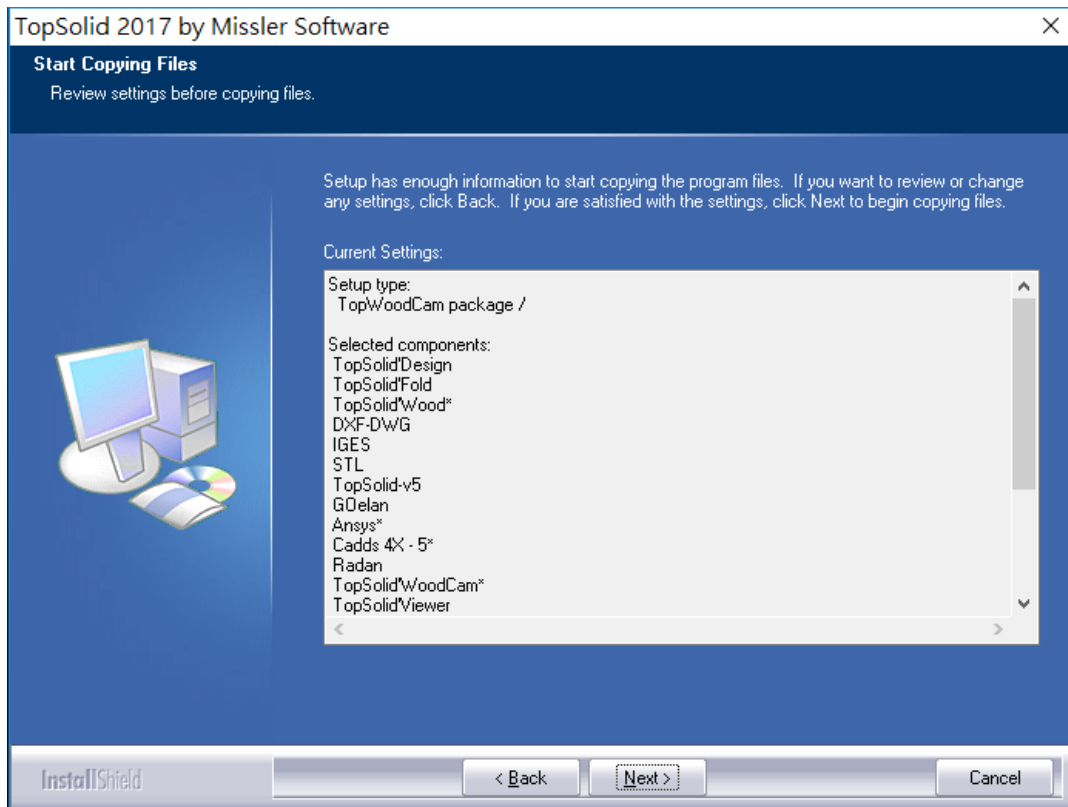 TopSolid 2017 by Missler Software
Start Copying Files
Review settings before copying files.
Setup has enough information to start copying the program files. If you want to review or change
any settings, click Back. If you are satisfied with the settings, click Next to begin copying files.
Current Settings:
Setup type:
TopWoodCam package /
Selected components:
TopSolid'Design
TopSolid'Fold
TopSolid'Wood*
DXF-DWG
IGES
STL
TopSolid-v5
GOelan
Ansys*
Cadds 4X - 5*
Radan
TopSolid'WoodCam*
TopSolid'Viewer
InstallShield
< Back
Next >
Cancel